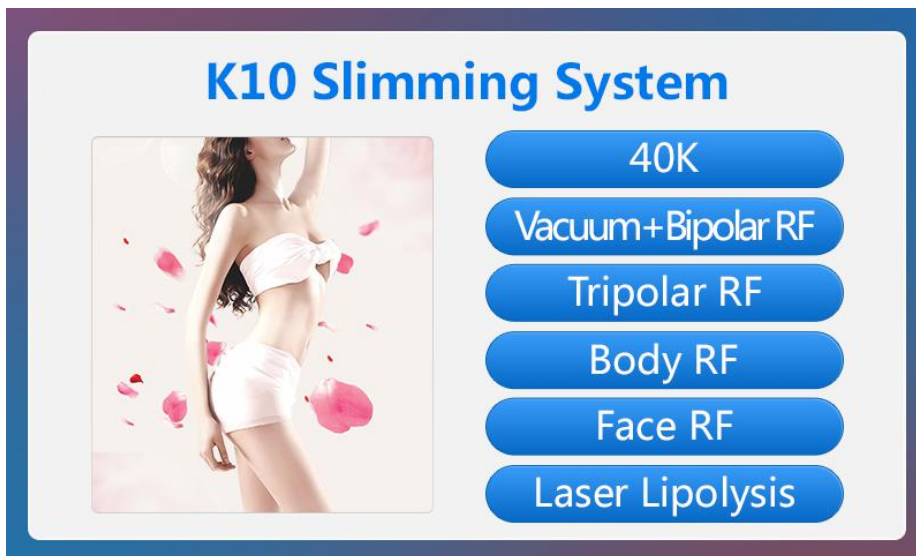 K10 Slimming System
40K
Vacuum+Bipolar RF
Tripolar RF
Body RF
Face RF
Laser Lipolysis